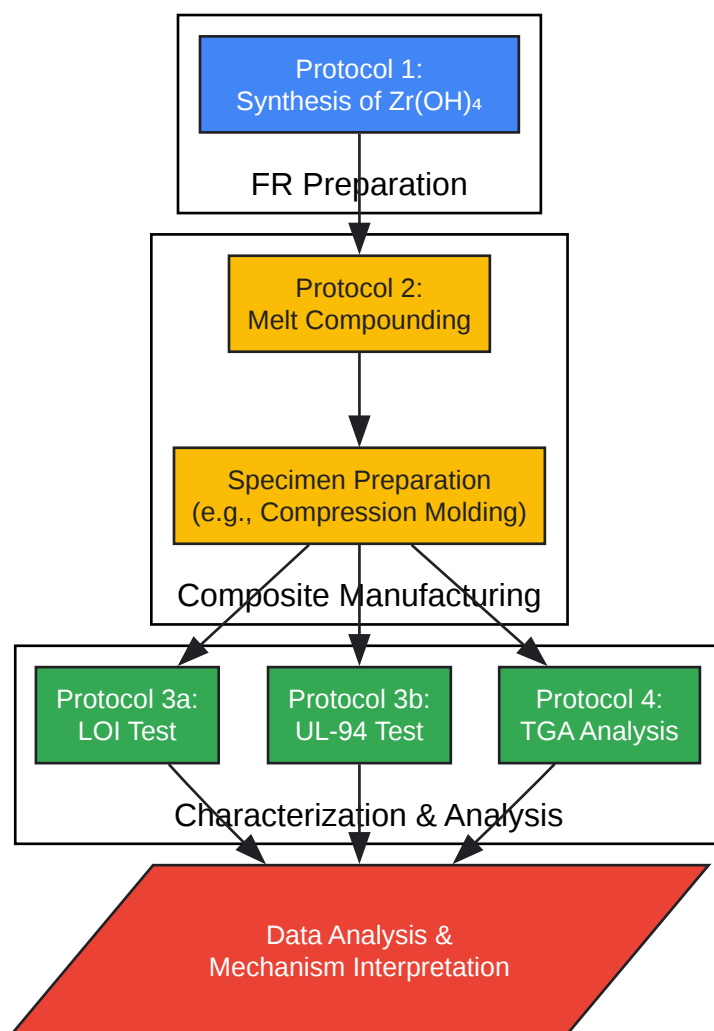 Protocol 1:
Synthesis of Zr(OH)₄
FR Preparation
Protocol 2:
Melt Compounding
Specimen Preparation
(e.g., Compression Molding)
Composite Manufacturing
Protocol 3a:
LOI Test
Protocol 3b:
UL-94 Test
Protocol 4:
TGA Analysis
Characterization & Analysis
Data Analysis &
Mechanism Interpretation